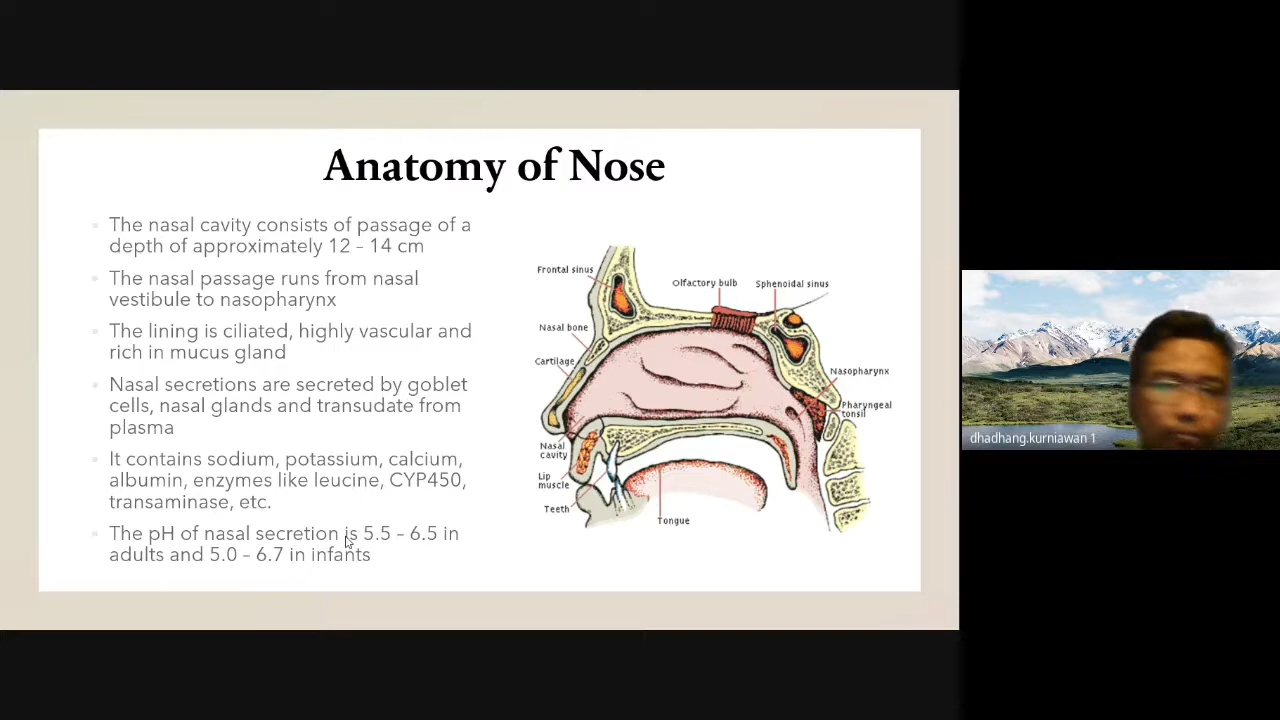 Anatomy of Nose
The nasal cavity consists of passage of a
depth of approximately 12 – 14 cm
The nasal passage runs from nasal
vestibule to nasopharynx
The lining is ciliated, highly vascular and
rich in mucus gland
Nasal secretions are secreted by goblet
cells, nasal glands and transudate from
plasma
It contains sodium, potassium, calcium,
albumin, enzymes like leucine, CYP450,
transaminase, etc.
The pH of nasal secretion is 5.5 – 6.5 in
adults and 5.0 – 6.7 in infants
Frontal sinus
Olfactory bulb
Sphenoidal sinus
Nasal bone
Cartilage
Nasopharynx
Pharyngeal
tonsil
Nasal
cavity
Lip
muscle
Teeth
Tongue
dhadhang.kurniawan 1